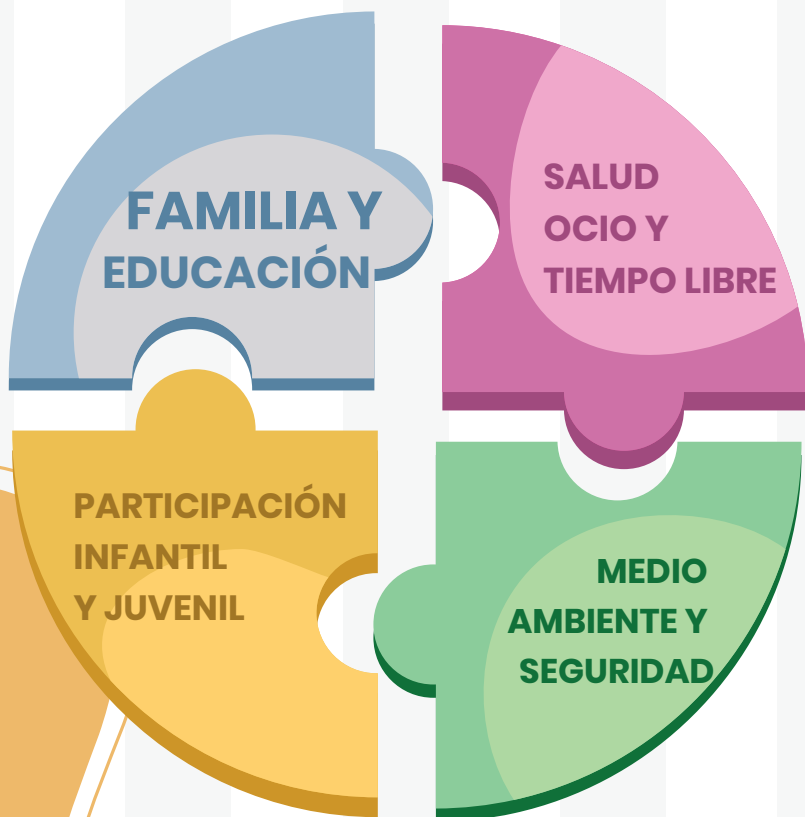 FAMILIA Y
EDUCACIÓN
SALUD
OCIO Y
TIEMPO LIBRE
PARTICIPACIÓN
INFANTIL
Y JUVENIL
MEDIO
AMBIENTE Y
SEGURIDAD